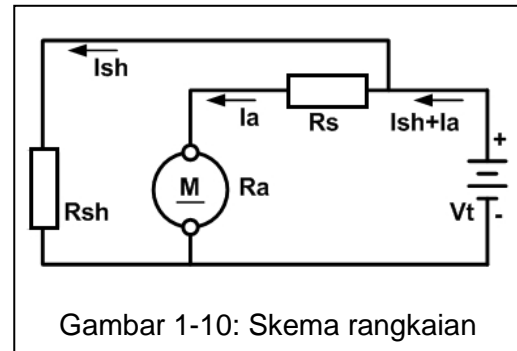 Ish
Ia
Rs
Ish+Ia
+
Rsh
M
Ra
Vt
-
Gambar 1-10: Skema rangkaian